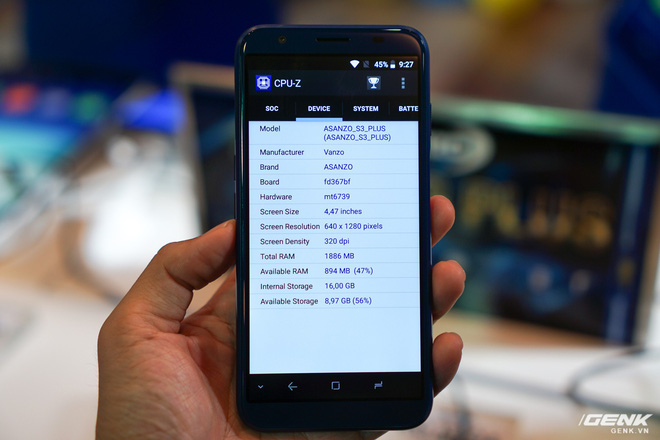 45% 9:27
CPU-Z
SOC DEVICE SYSTEM BATTE
Model ASANZO_S3_PLUS
(ASANZO_S3_PLUS)
Manufacturer Vanzo
Brand ASANZO
Board fd367bf
Hardware mt6739
Screen Size 4,47 inches
Screen Resolution 640 x 1280 pixels
Screen Density 320 dpi
Total RAM 1886 MB
Available RAM 894 MB (47%)
Internal Storage 16,00 GB
Available Storage 8,97 GB (56%)
PLUS
GENK
GENK.VN